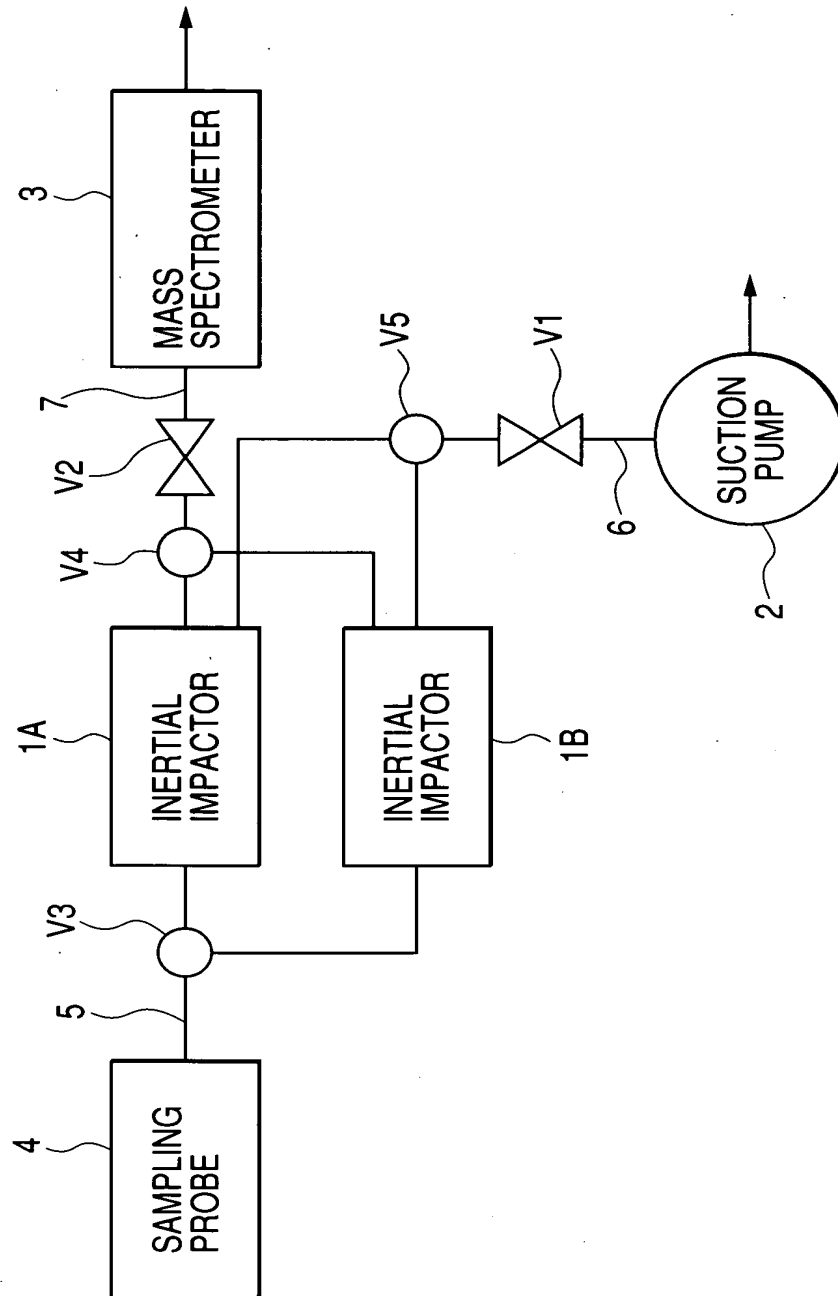 3
MASS
SPECTROMETER
7
V2
V4
V5
V1
6
SUCTION
PUMP
2
1A
INERTIAL
IMPACTOR
INERTIAL
IMPACTOR
1B
V3
5
4
SAMPLING
PROBE